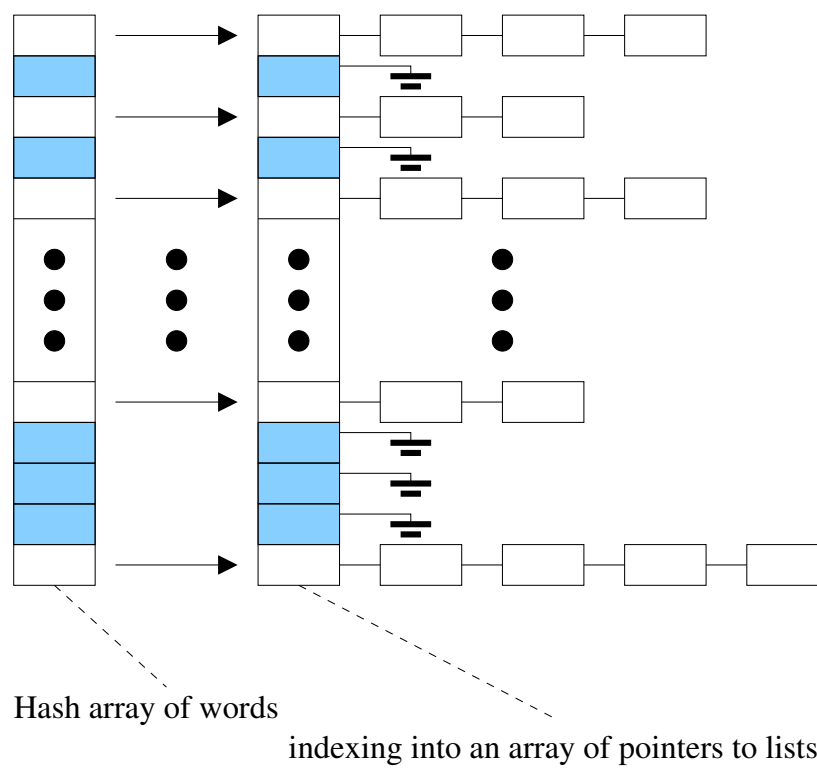 Hash array of words
indexing into an array of pointers to lists